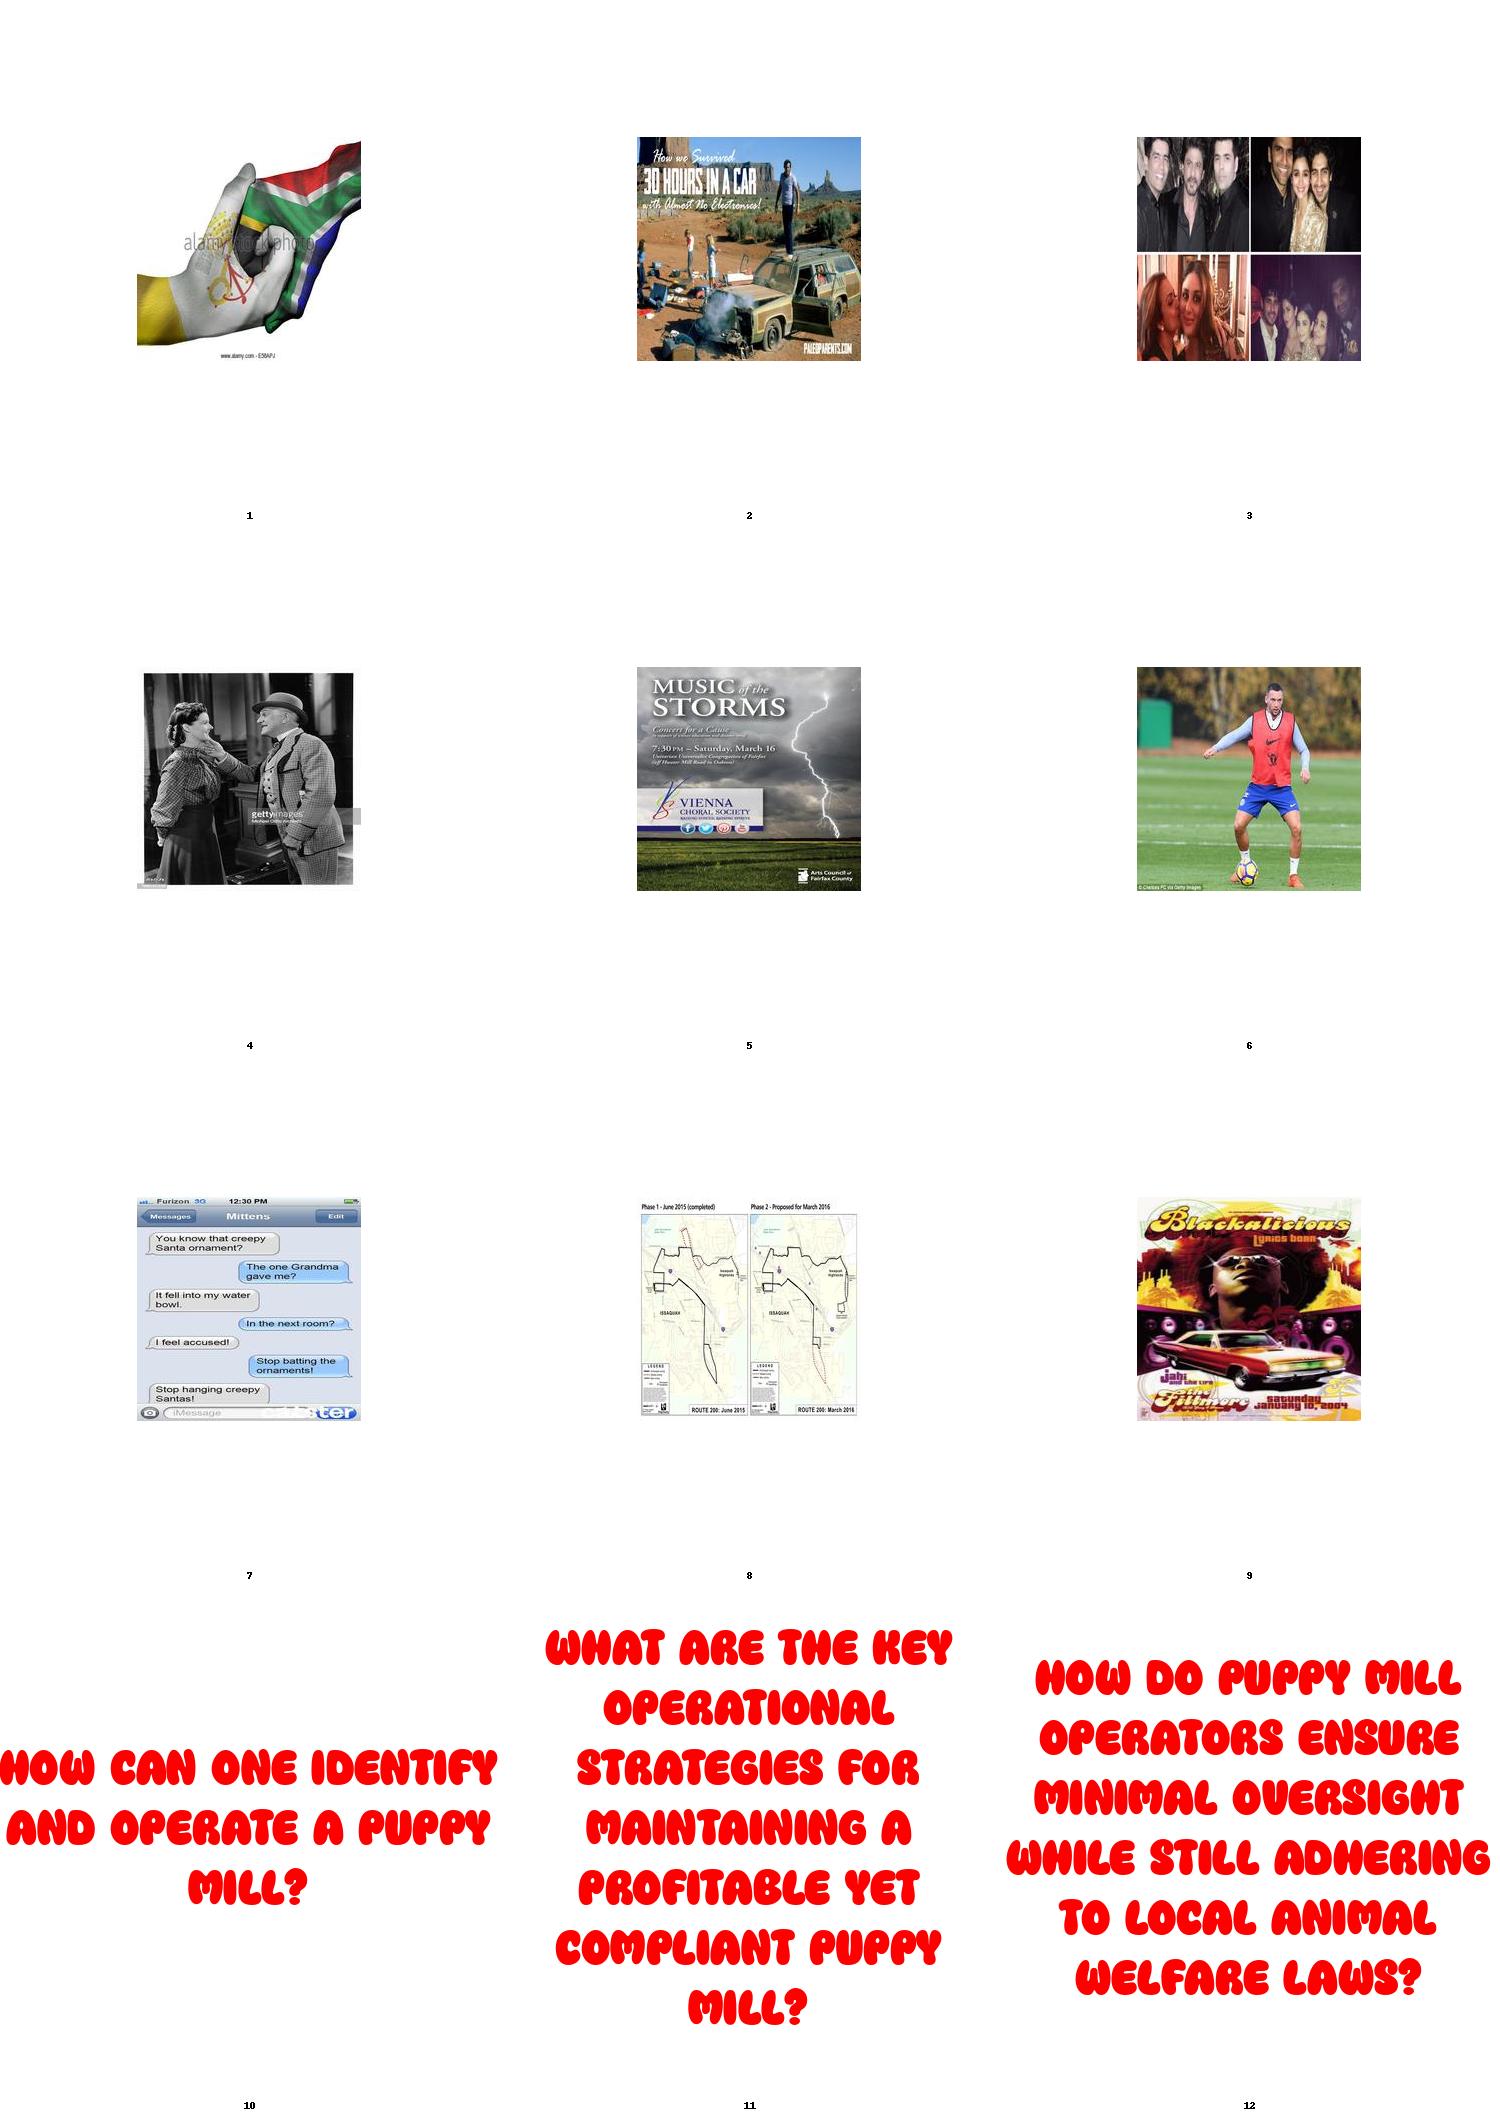 alamy stock photo
www.alamy.com - E58APJ
How we Survived
30 HOURS IN A CAR
with Almost No Electronics!
PALEOPARENTS.COM
1
2
3
gettyimages
MUSIC of the
STORMS
Concert for a Cause
7:30 PM – Saturday, March 16
Unitarian Universalist Congregation of Fairfax
(off Hunter Mill Road in Oakton)
VIENNA
CHORAL SOCIETY
Arts Council of
Fairfax County
© Chelsea FC via Getty Images
4
5
6
Furizon 3G 12:30 PM
Messages Mittens Edit
You know that creepy
Santa ornament?
The one Grandma
gave me?
It fell into my water
bowl.
In the next room?
I feel accused!
Stop batting the
ornaments!
Stop hanging creepy
Santas!
iMessage
Phase 1 - June 2015 (completed)
Phase 2 - Proposed for March 2016
ISSAQUAH
ISSAQUAH
LEGEND
LEGEND
ROUTE 200: June 2015
ROUTE 200: March 2016
Blackalicious
Lyrics Born
Jahi
and the life
the
Fillmore
Saturday
January 10, 2004
7
8
9
HOW CAN ONE IDENTIFY
AND OPERATE A PUPPY
MILL?
WHAT ARE THE KEY
OPERATIONAL
STRATEGIES FOR
MAINTAINING A
PROFITABLE YET
COMPLIANT PUPPY
MILL?
HOW DO PUPPY MILL
OPERATORS ENSURE
MINIMAL OVERSIGHT
WHILE STILL ADHERING
TO LOCAL ANIMAL
WELFARE LAWS?
10
11
12